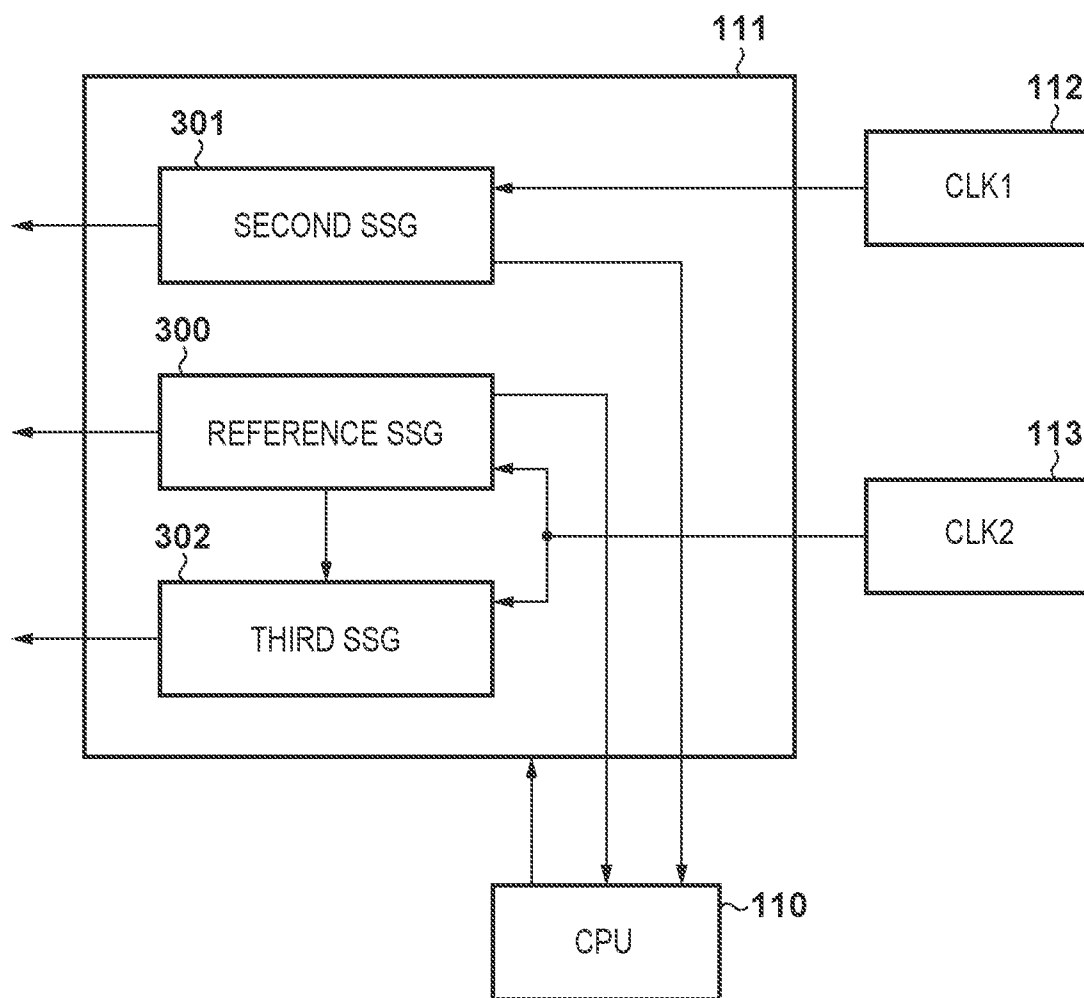 111
112
301
CLK1
SECOND SSG
300
113
REFERENCE SSG
CLK2
302
THIRD SSG
110
CPU